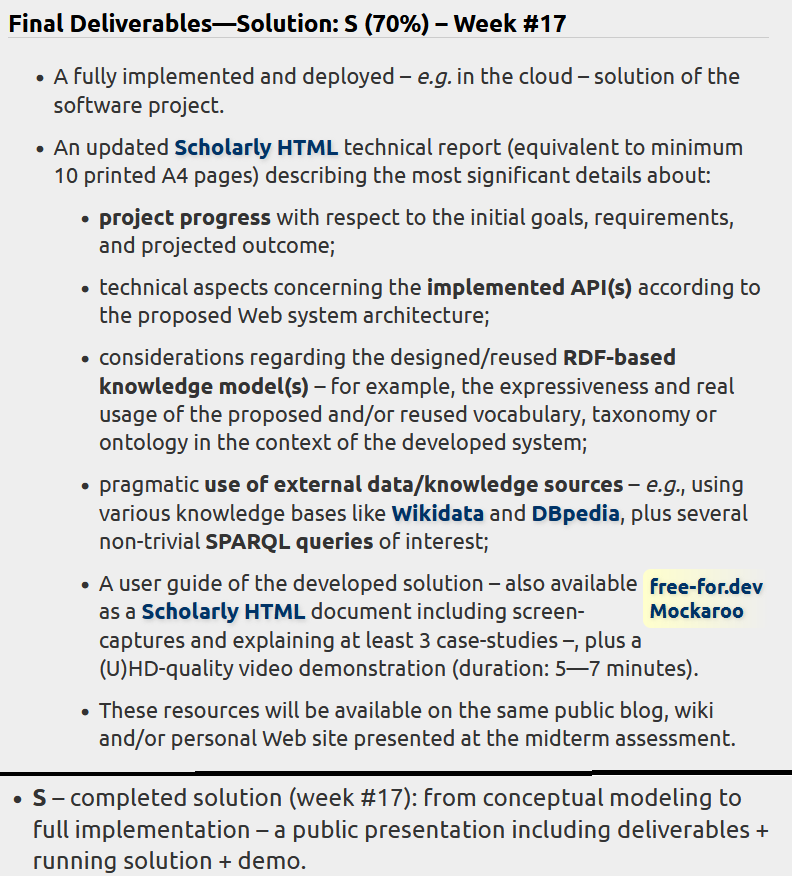 Final Deliverables—Solution: S (70%) – Week #17
• A fully implemented and deployed – e.g. in the cloud – solution of the
software project.
• An updated Scholarly HTML technical report (equivalent to minimum
10 printed A4 pages) describing the most significant details about:
• project progress with respect to the initial goals, requirements,
and projected outcome;
• technical aspects concerning the implemented API(s) according to
the proposed Web system architecture;
• considerations regarding the designed/reused RDF-based
knowledge model(s) – for example, the expressiveness and real
usage of the proposed and/or reused vocabulary, taxonomy or
ontology in the context of the developed system;
• pragmatic use of external data/knowledge sources – e.g., using
various knowledge bases like Wikidata and DBpedia, plus several
non-trivial SPARQL queries of interest;
• A user guide of the developed solution – also available
as a Scholarly HTML document including screen-
captures and explaining at least 3 case-studies –, plus a
(U)HD-quality video demonstration (duration: 5—7 minutes).
free-for.dev
Mockaroo
• These resources will be available on the same public blog, wiki
and/or personal Web site presented at the midterm assessment.
• S – completed solution (week #17): from conceptual modeling to
full implementation – a public presentation including deliverables +
running solution + demo.